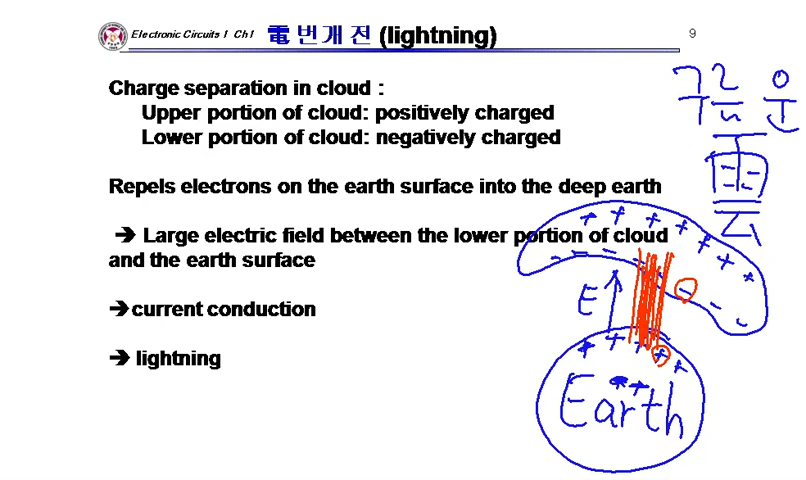 Electronic Circuits 1 Ch1
電 번개 전 (lightning)
9
Charge separation in cloud :
Upper portion of cloud: positively charged
Lower portion of cloud: negatively charged
Repels electrons on the earth surface into the deep earth
➔ Large electric field between the lower portion of cloud
and the earth surface
➔current conduction
➔ lightning
구름 운
雲
+ + + + + + + +
- - - - - - - -
E
+ + + + +
+ +
Earth